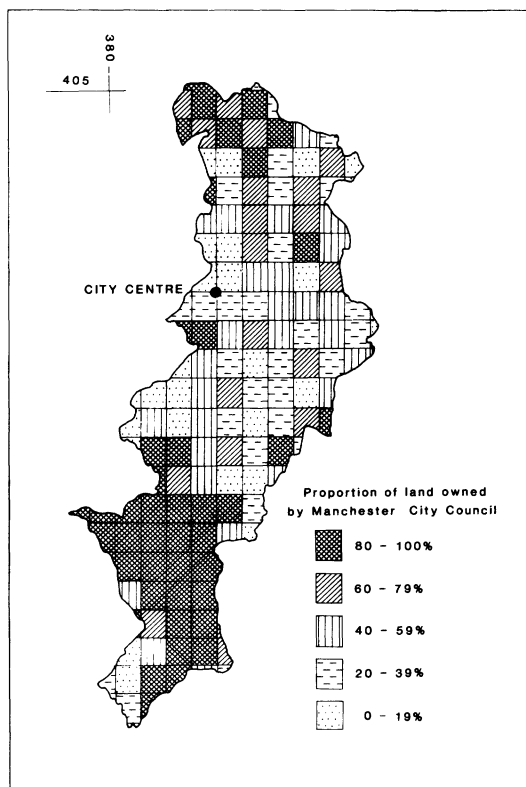 380
405
CITY CENTRE
Proportion of land owned
by Manchester City Council
80 - 100%
60 - 79%
40 - 59%
20 - 39%
0 - 19%